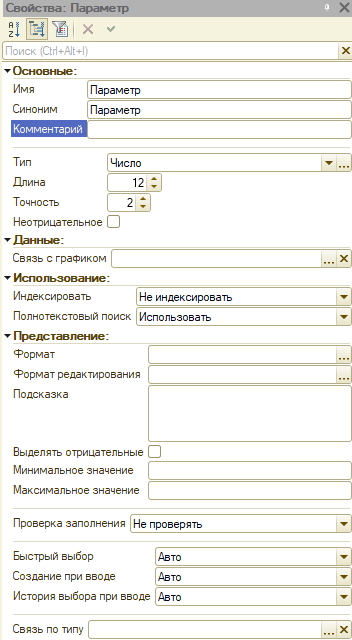 Свойства: Параметр
Поиск (Ctrl+Alt+I)
Основные:
Имя Параметр
Синоним Параметр
Комментарий
Тип Число
Длина 12
Точность 2
Неотрицательное
Данные:
Связь с графиком
Использование:
Индексировать Не индексировать
Полнотекстовый поиск Использовать
Представление:
Формат
Формат редактирования
Подсказка
Выделять отрицательные
Минимальное значение
Максимальное значение
Проверка заполнения Не проверять
Быстрый выбор Авто
Создание при вводе Авто
История выбора при вводе Авто
Связь по типу